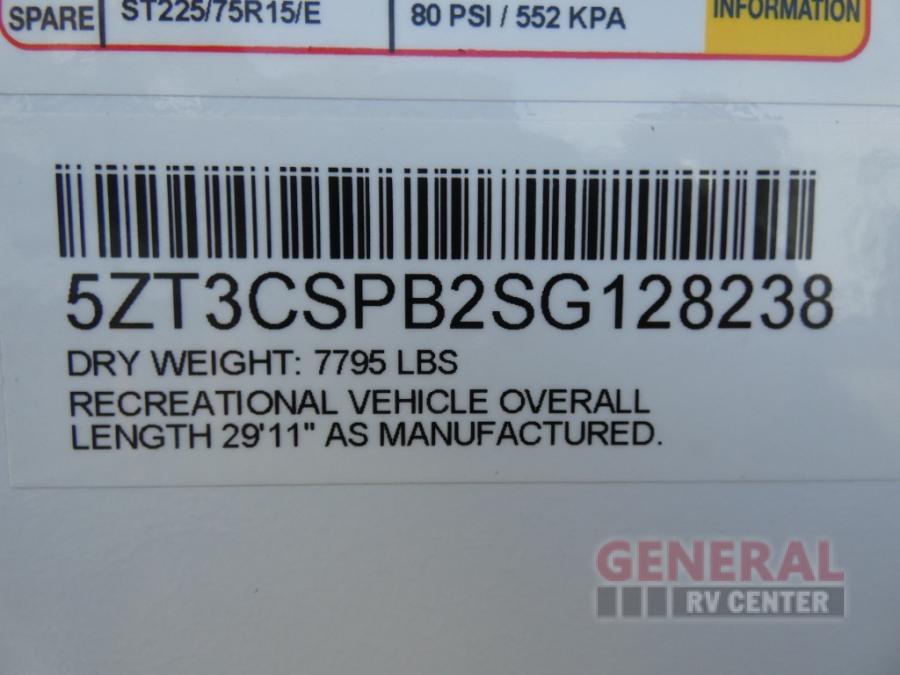 SPARE ST225/75R15/E 80 PSI / 552 KPA INFORMATION
5ZT3CSPB2SG128238
DRY WEIGHT: 7795 LBS
RECREATIONAL VEHICLE OVERALL
LENGTH 29'11" AS MANUFACTURED.
GENERAL
RV CENTER